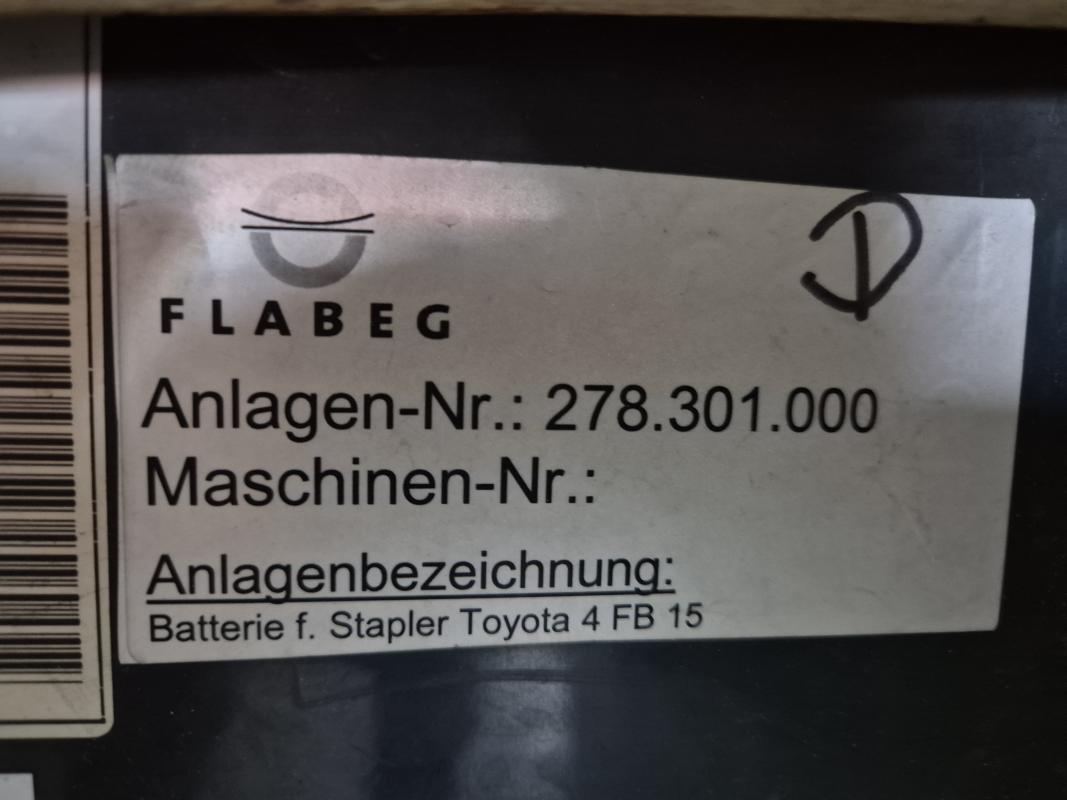 FLABEG
D
Anlagen-Nr.: 278.301.000
Maschinen-Nr.:
Anlagenbezeichnung:
Batterie f. Stapler Toyota 4 FB 15